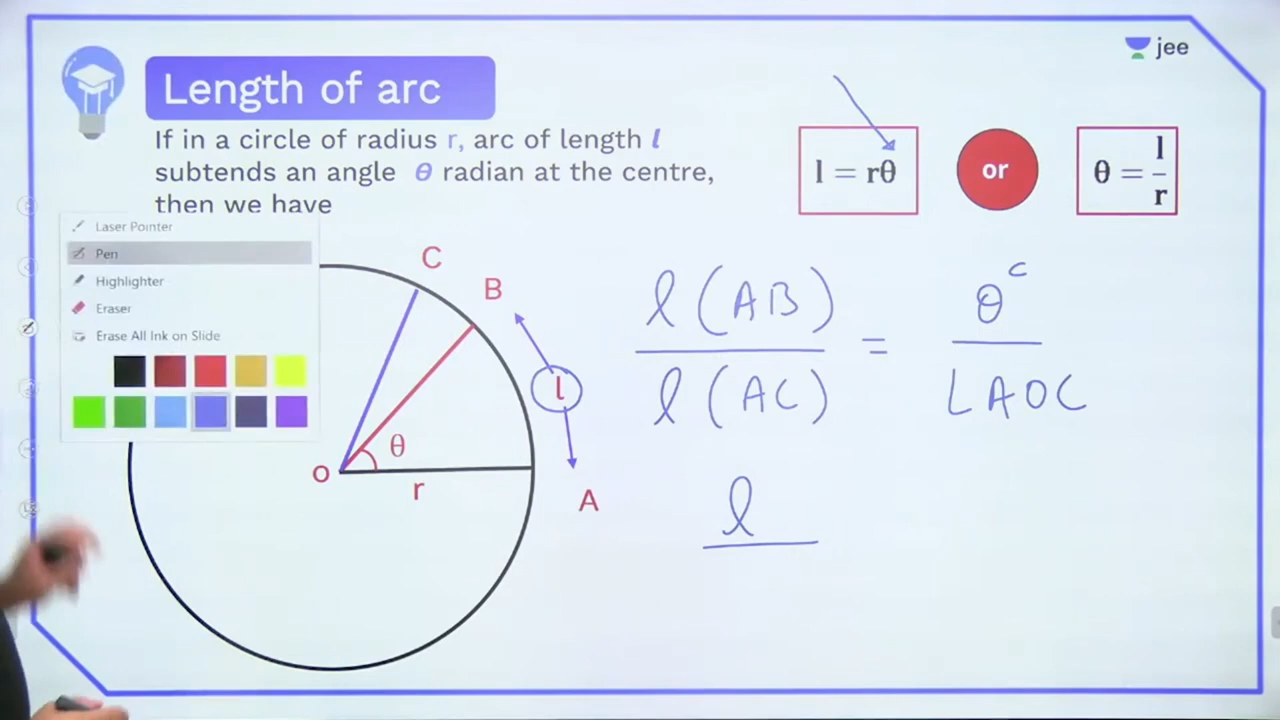 jee
Length of arc
If in a circle of radius r, arc of length l
subtends an angle θ radian at the centre,
then we have
l = rθ
or
θ = l/r
Laser Pointer
Pen
Highlighter
Eraser
Erase All Ink on Slide
C
B
l
θ
O
r
A
l(AB)/l(AC) = θᶜ/∠AOC
l